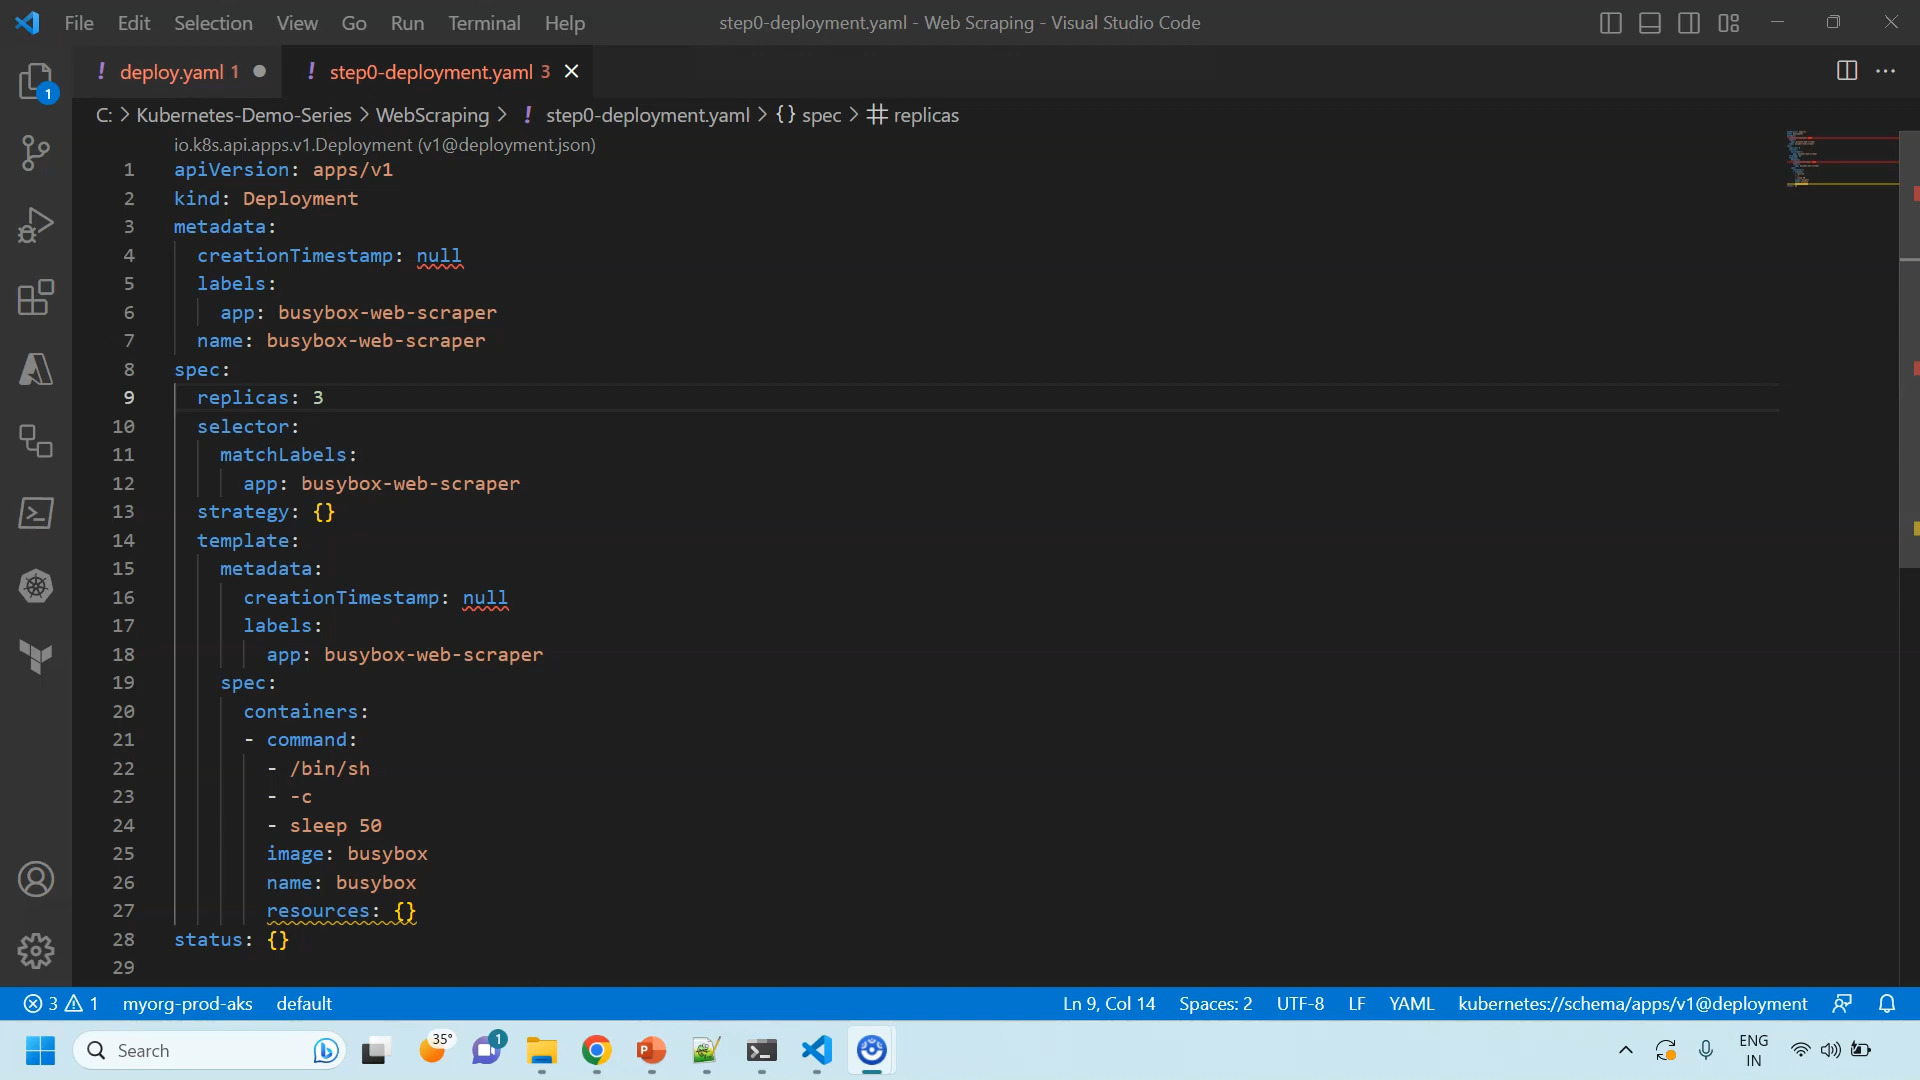 File Edit Selection View Go Run Terminal Help step0-deployment.yaml - Web Scraping - Visual Studio Code
! deploy.yaml 1 ● ! step0-deployment.yaml 3 ×
1
C: > Kubernetes-Demo-Series > WebScraping > ! step0-deployment.yaml > {} spec > # replicas
io.k8s.api.apps.v1.Deployment (v1@deployment.json)
1 apiVersion: apps/v1
2 kind: Deployment
3 metadata:
4   creationTimestamp: null
5   labels:
6     app: busybox-web-scraper
7   name: busybox-web-scraper
8 spec:
9   replicas: 3
10   selector:
11     matchLabels:
12       app: busybox-web-scraper
13   strategy: {}
14   template:
15     metadata:
16       creationTimestamp: null
17       labels:
18         app: busybox-web-scraper
19     spec:
20       containers:
21       - command:
22         - /bin/sh
23         - -c
24         - sleep 50
25         image: busybox
26         name: busybox
27         resources: {}
28 status: {}
29
3 1 myorg-prod-aks default Ln 9, Col 14 Spaces: 2 UTF-8 LF YAML kubernetes://schema/apps/v1@deployment
Search 35° 1 P ENG
IN